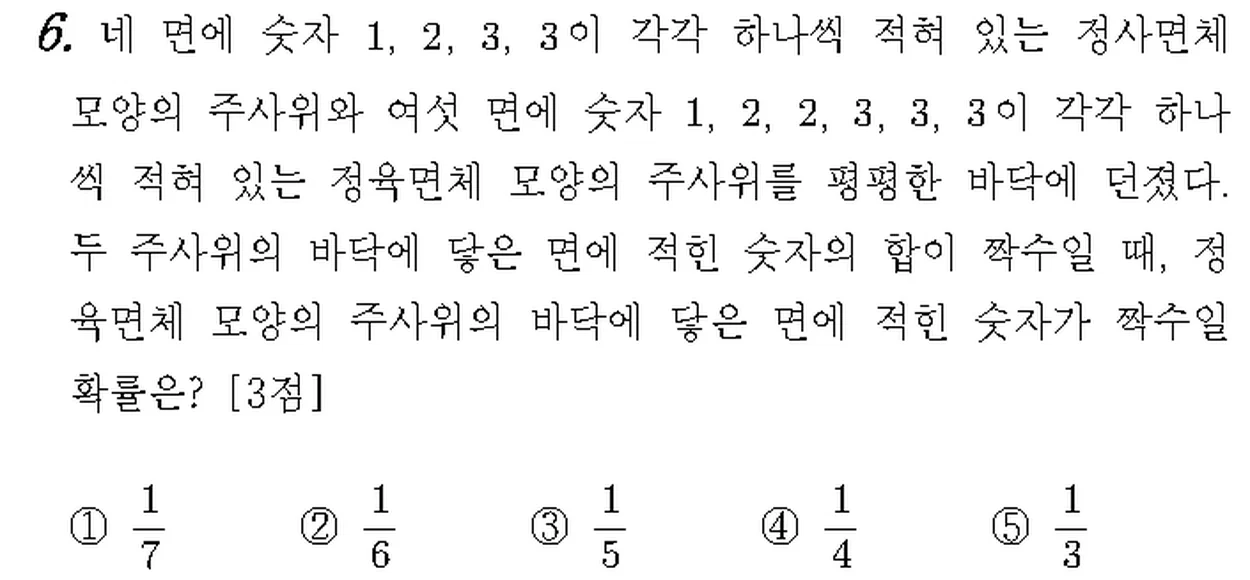 6. 네 면에 숫자 1, 2, 3, 3이 각각 하나씩 적혀 있는 정사면체
모양의 주사위와 여섯 면에 숫자 1, 2, 2, 3, 3, 3이 각각 하나
씩 적혀 있는 정육면체 모양의 주사위를 평평한 바닥에 던졌다.
두 주사위의 바닥에 닿은 면에 적힌 숫자의 합이 짝수일 때, 정
육면체 모양의 주사위의 바닥에 닿은 면에 적힌 숫자가 짝수일
확률은? [3점]
① 1/7 ② 1/6 ③ 1/5 ④ 1/4 ⑤ 1/3